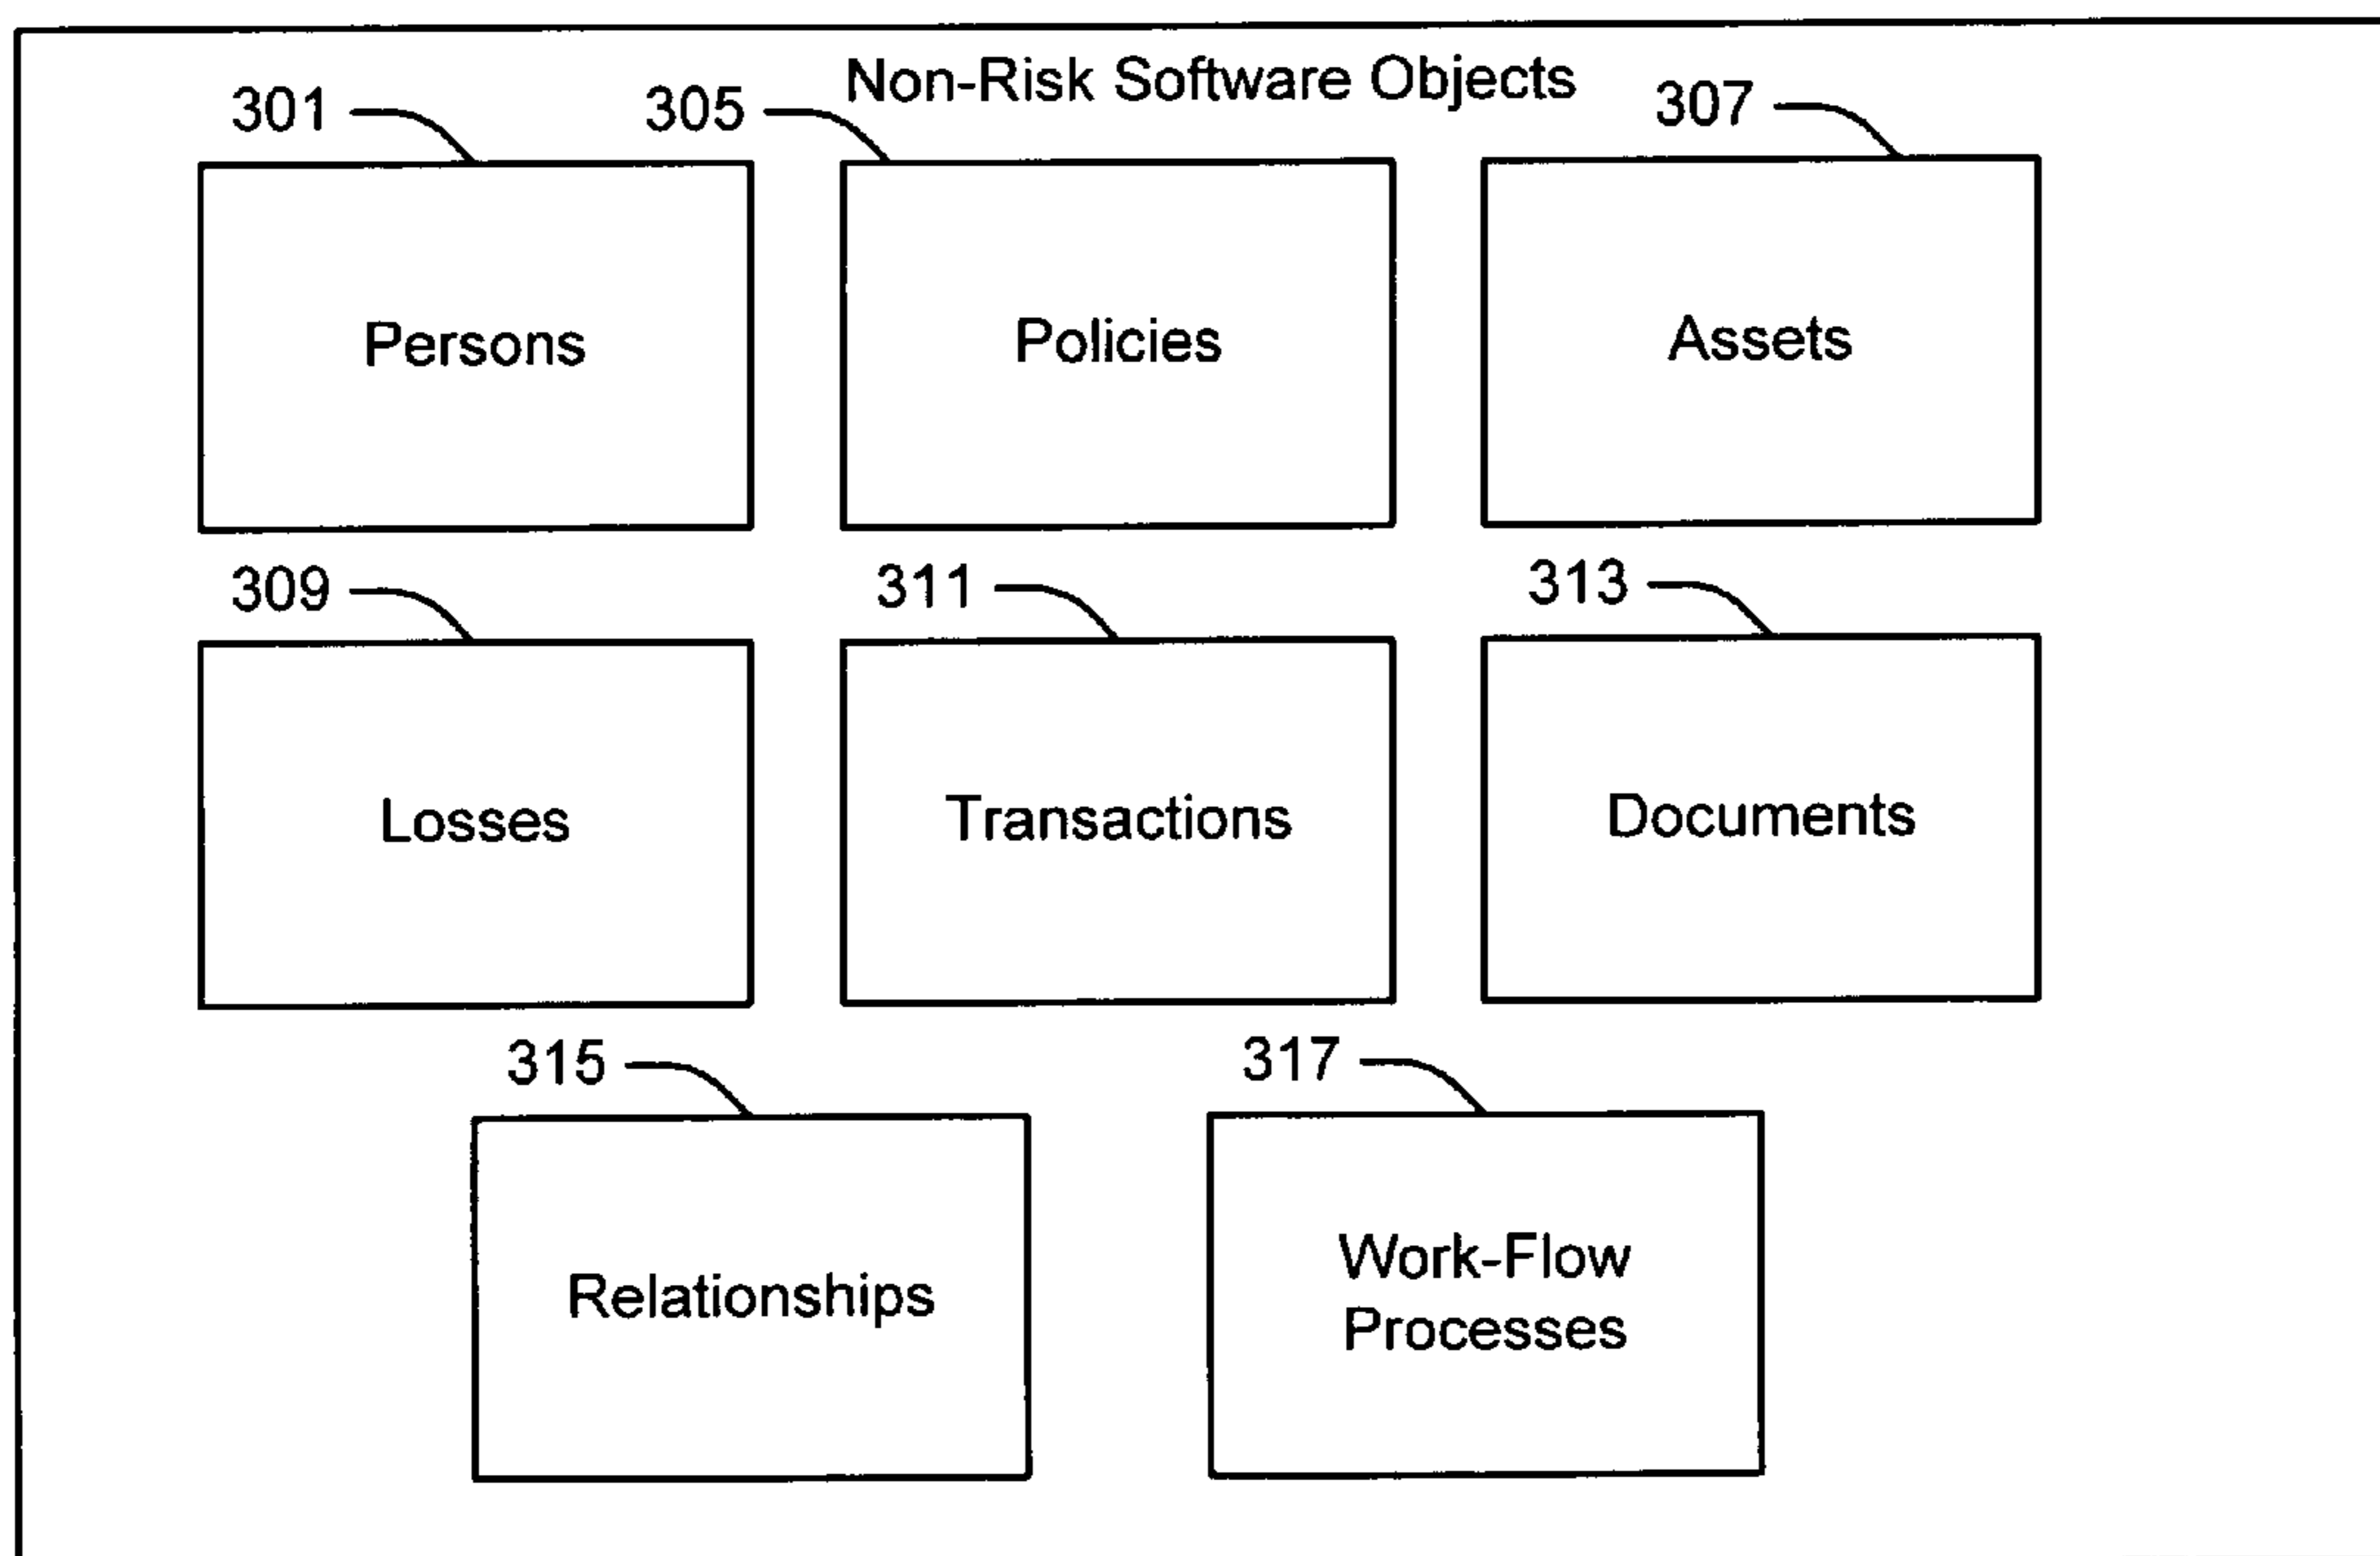 Non-Risk Software Objects
301
305
307
Persons
Policies
Assets
309
311
313
Losses
Transactions
Documents
315
317
Relationships
Work-Flow
Processes